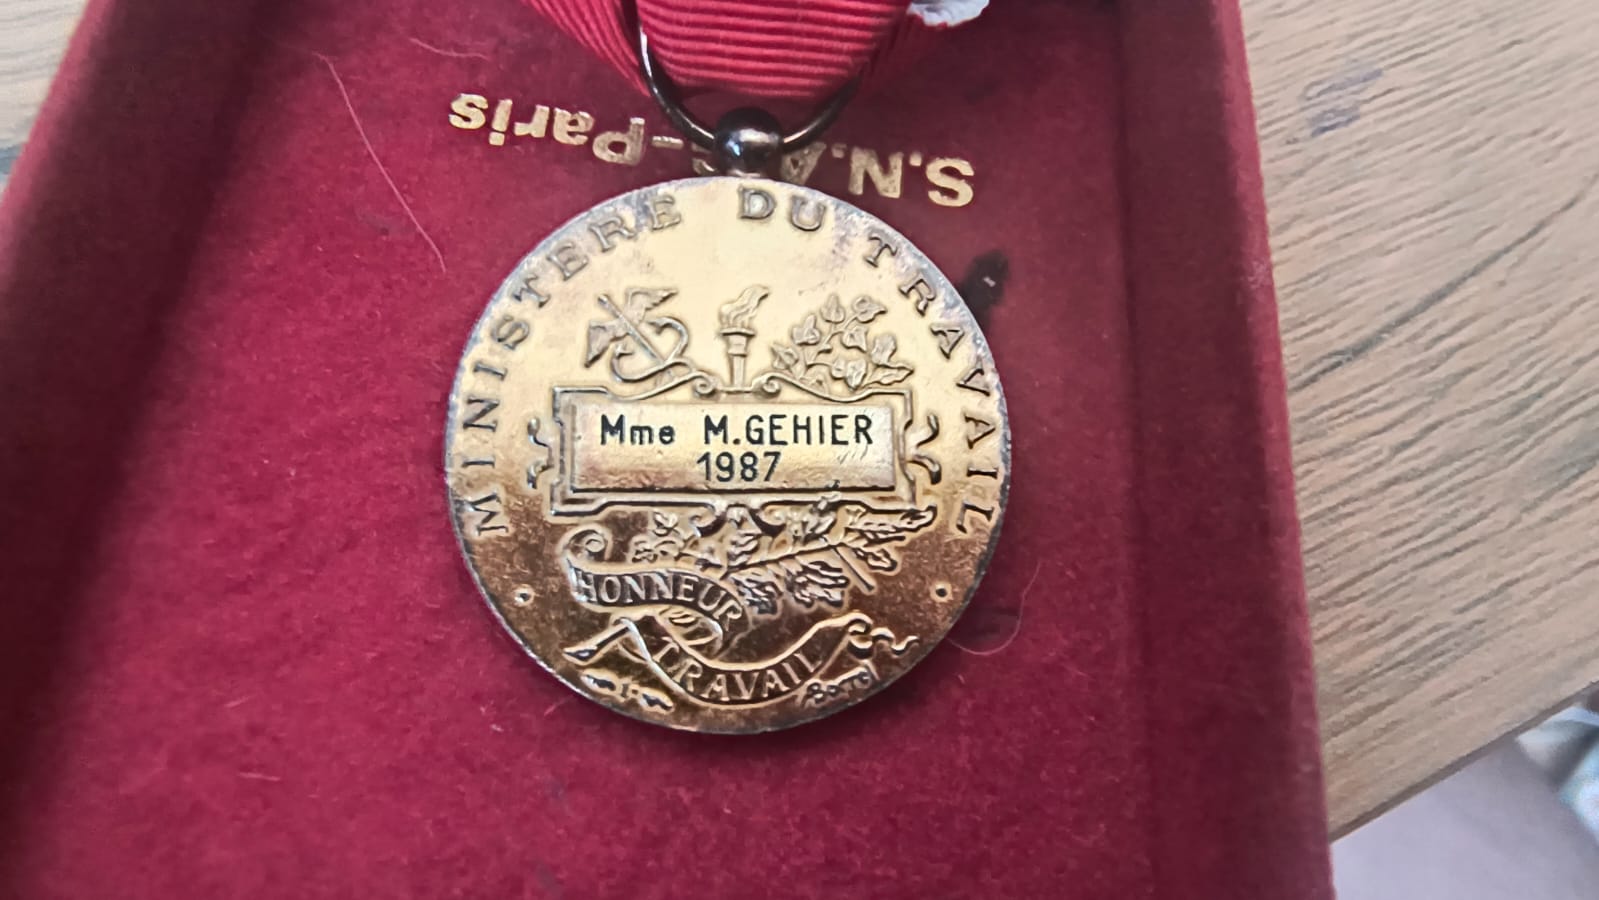 MINISTERE DU TRAVAIL
Mme M.GEHIER
1987
HONNEUR
TRAVAIL
Paris